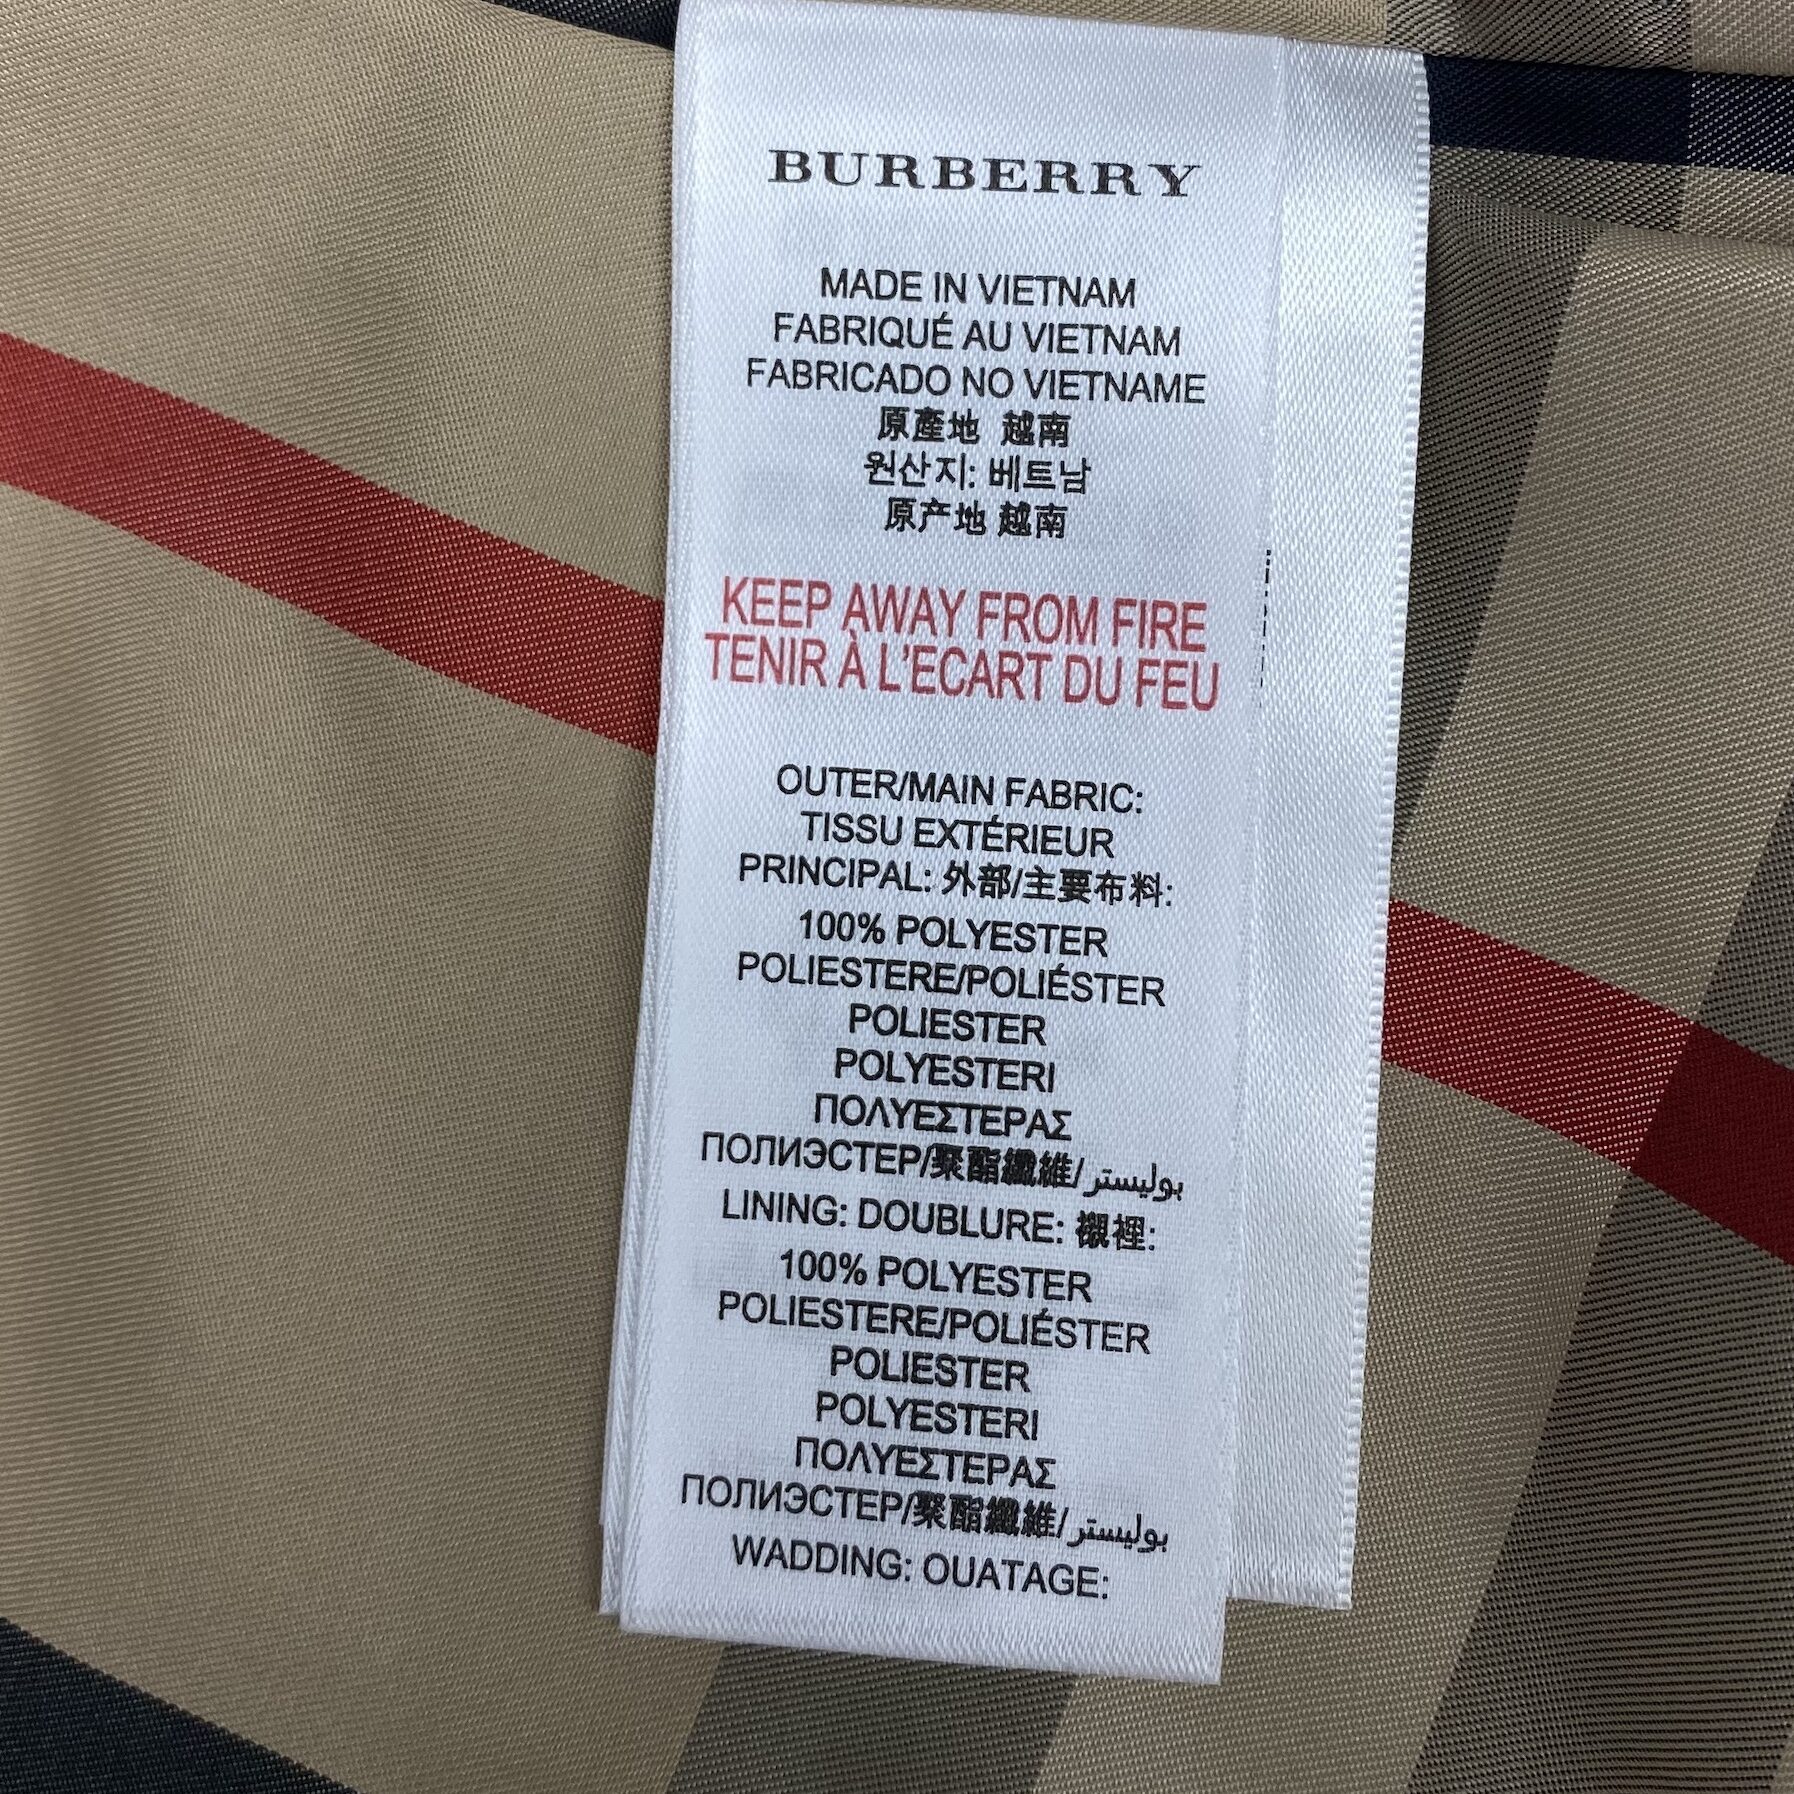 BURBERRY
MADE IN VIETNAM
FABRIQUÉ AU VIETNAM
FABRICADO NO VIETNAME
原產地 越南
원산지: 베트남
原产地 越南
KEEP AWAY FROM FIRE
TENIR À L'ECART DU FEU
OUTER/MAIN FABRIC:
TISSU EXTÉRIEUR
PRINCIPAL: 外部/主要布料:
100% POLYESTER
POLIESTERE/POLIÉSTER
POLIESTER
POLYESTERI
ΠΟΛΥΕΣΤΕΡΑΣ
ПОЛИЭСТЕР/聚酯纖維/بوليستر
LINING: DOUBLURE: 襯裡:
100% POLYESTER
POLIESTERE/POLIÉSTER
POLIESTER
POLYESTERI
ΠΟΛΥΕΣΤΕΡΑΣ
ПОЛИЭСТЕР/聚酯纖維/بوليستر
WADDING: OUATAGE: